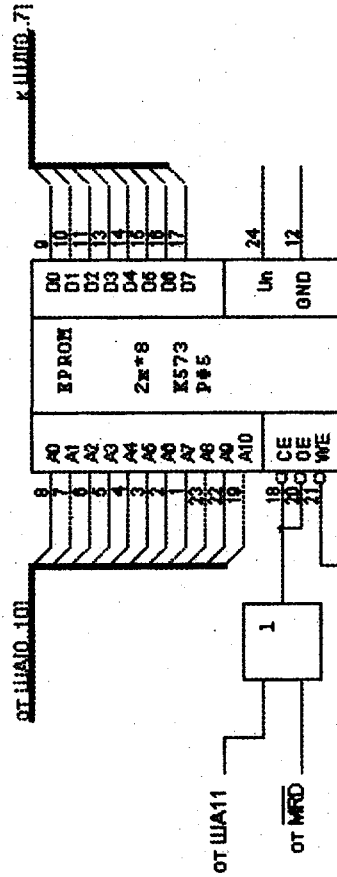 от ША[0..10]
к ШД[0..7]
8 A0
7 A1
6 A2
5 A3
4 A4
3 A5
2 A6
1 A7
23 A8
22 A9
19 A10
18 CE
20 OE
21 WE
EPROM
2к*8
К573
РФ5
D0 9
D1 10
D2 11
D3 13
D4 14
D5 15
D6 16
D7 17
Un 24
GND 12
1
от ША11
от MRD